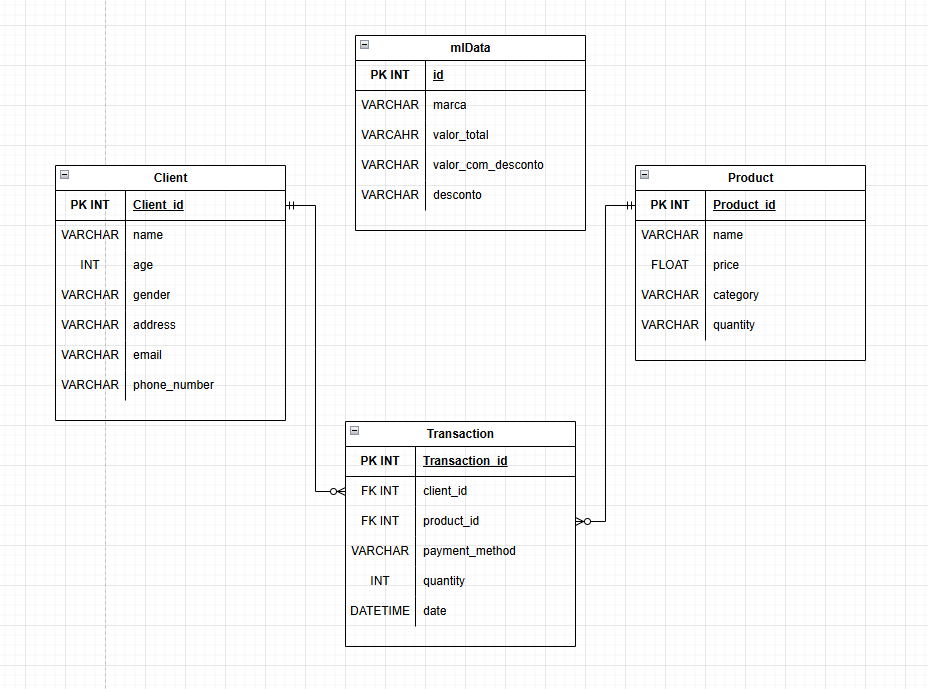 mlData
PK INT id
VARCHAR marca
VARCAHR valor_total
VARCHAR valor_com_desconto
VARCHAR desconto
Client
PK INT Client_id
VARCHAR name
INT age
VARCHAR gender
VARCHAR address
VARCHAR email
VARCHAR phone_number
Product
PK INT Product_id
VARCHAR name
FLOAT price
VARCHAR category
VARCHAR quantity
Transaction
PK INT Transaction_id
FK INT client_id
FK INT product_id
VARCHAR payment_method
INT quantity
DATETIME date